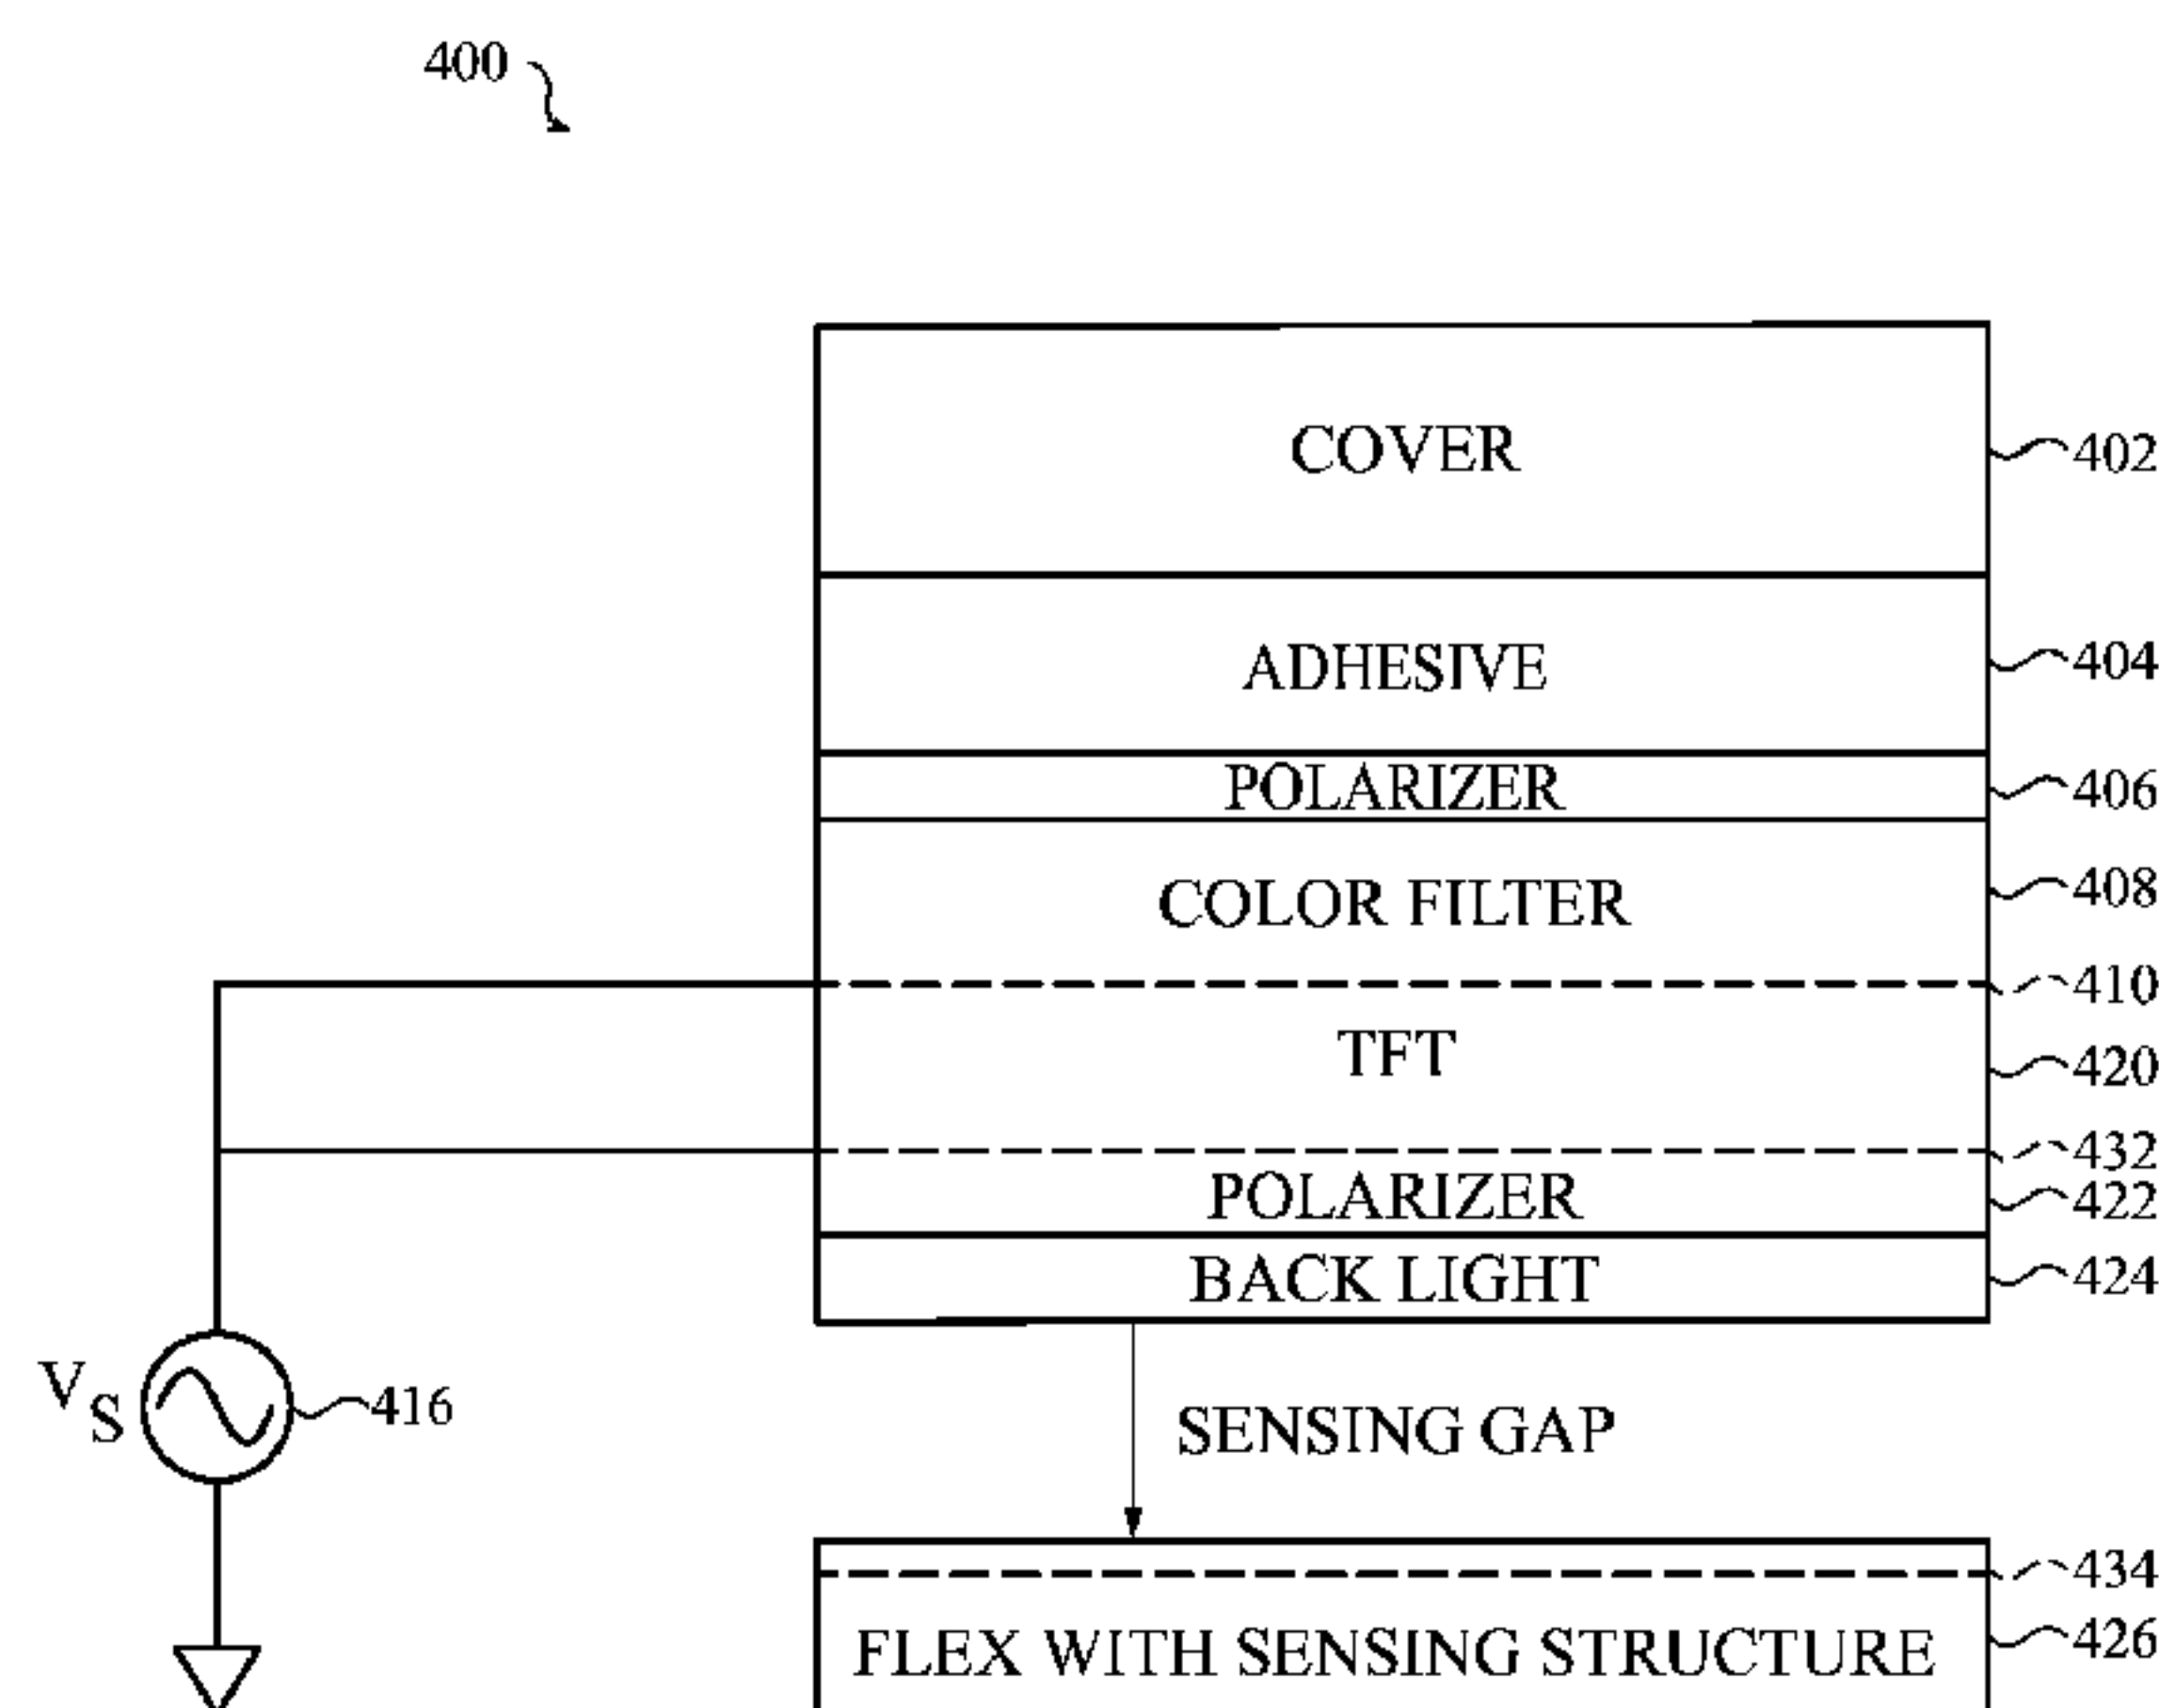 400
COVER
402
ADHESIVE
404
POLARIZER
406
COLOR FILTER
408
410
TFT
420
432
POLARIZER
422
BACK LIGHT
424
VS
416
SENSING GAP
434
FLEX WITH SENSING STRUCTURE
426